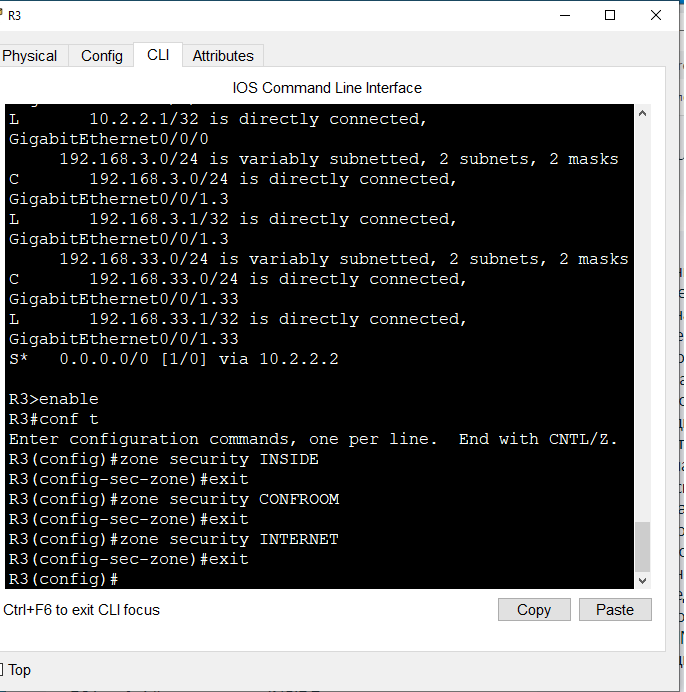 R3
Physical
Config
CLI
Attributes
IOS Command Line Interface
L       10.2.2.1/32 is directly connected,
GigabitEthernet0/0/0
     192.168.3.0/24 is variably subnetted, 2 subnets, 2 masks
C       192.168.3.0/24 is directly connected,
GigabitEthernet0/0/1.3
L       192.168.3.1/32 is directly connected,
GigabitEthernet0/0/1.3
     192.168.33.0/24 is variably subnetted, 2 subnets, 2 masks
C       192.168.33.0/24 is directly connected,
GigabitEthernet0/0/1.33
L       192.168.33.1/32 is directly connected,
GigabitEthernet0/0/1.33
S*   0.0.0.0/0 [1/0] via 10.2.2.2
R3>enable
R3#conf t
Enter configuration commands, one per line.  End with CNTL/Z.
R3(config)#zone security INSIDE
R3(config-sec-zone)#exit
R3(config)#zone security CONFROOM
R3(config-sec-zone)#exit
R3(config)#zone security INTERNET
R3(config-sec-zone)#exit
R3(config)#
Ctrl+F6 to exit CLI focus
Copy
Paste
Top